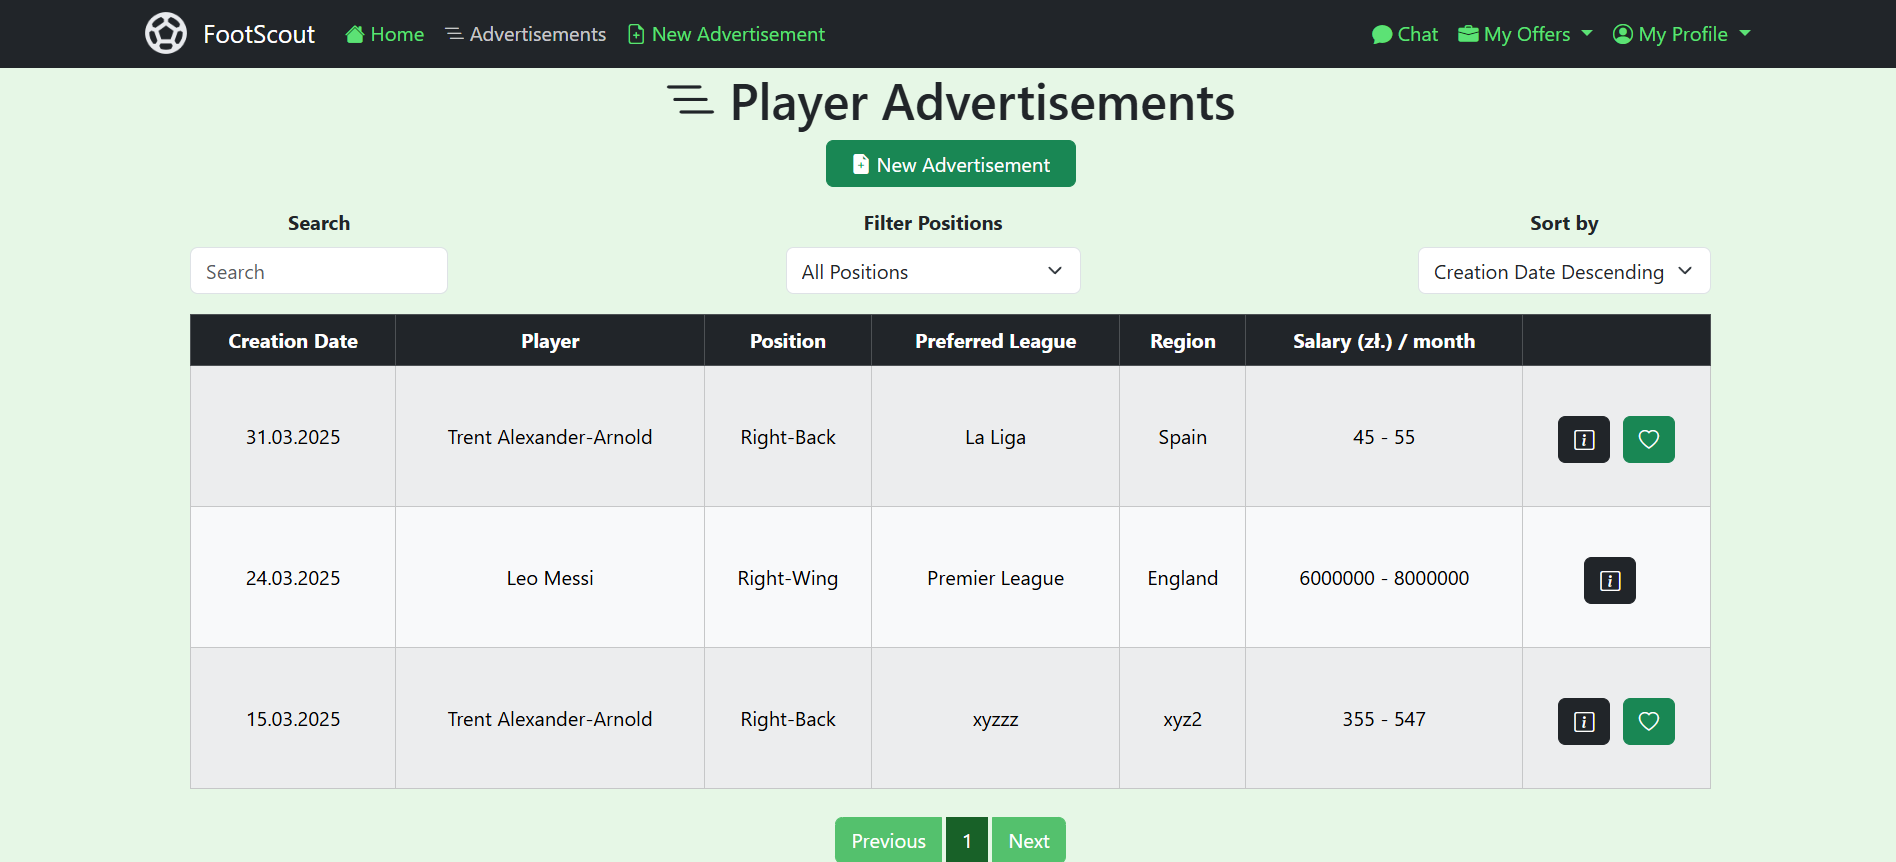 FootScout Home Advertisements New Advertisement Chat My Offers My Profile
Player Advertisements
New Advertisement
Search Filter Positions Sort by
Search All Positions Creation Date Descending
Creation Date Player Position Preferred League Region Salary (zł.) / month
31.03.2025 Trent Alexander-Arnold Right-Back La Liga Spain 45 - 55
24.03.2025 Leo Messi Right-Wing Premier League England 6000000 - 8000000
15.03.2025 Trent Alexander-Arnold Right-Back xyzzz xyz2 355 - 547
Previous 1 Next